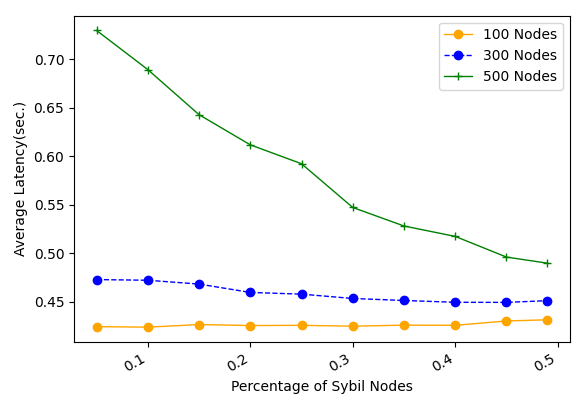 100 Nodes
300 Nodes
500 Nodes
Average Latency(sec.)
0.70
0.65
0.60
0.55
0.50
0.45
0.1
0.2
0.3
0.4
0.5
Percentage of Sybil Nodes